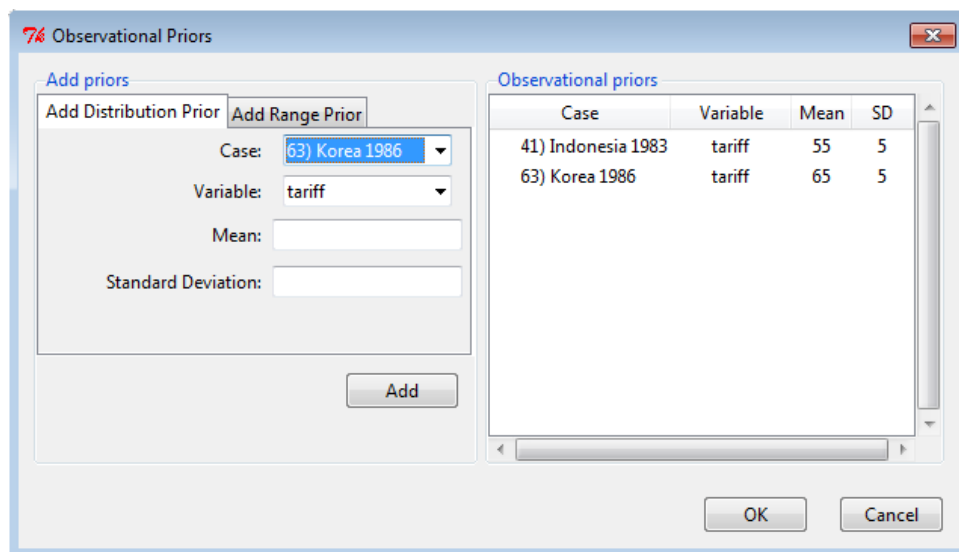 Observational Priors
Add priors
Add Distribution Prior Add Range Prior
Case: 63) Korea 1986
Variable: tariff
Mean:
Standard Deviation:
Add
Observational priors
Case Variable Mean SD
41) Indonesia 1983 tariff 55 5
63) Korea 1986 tariff 65 5
OK Cancel